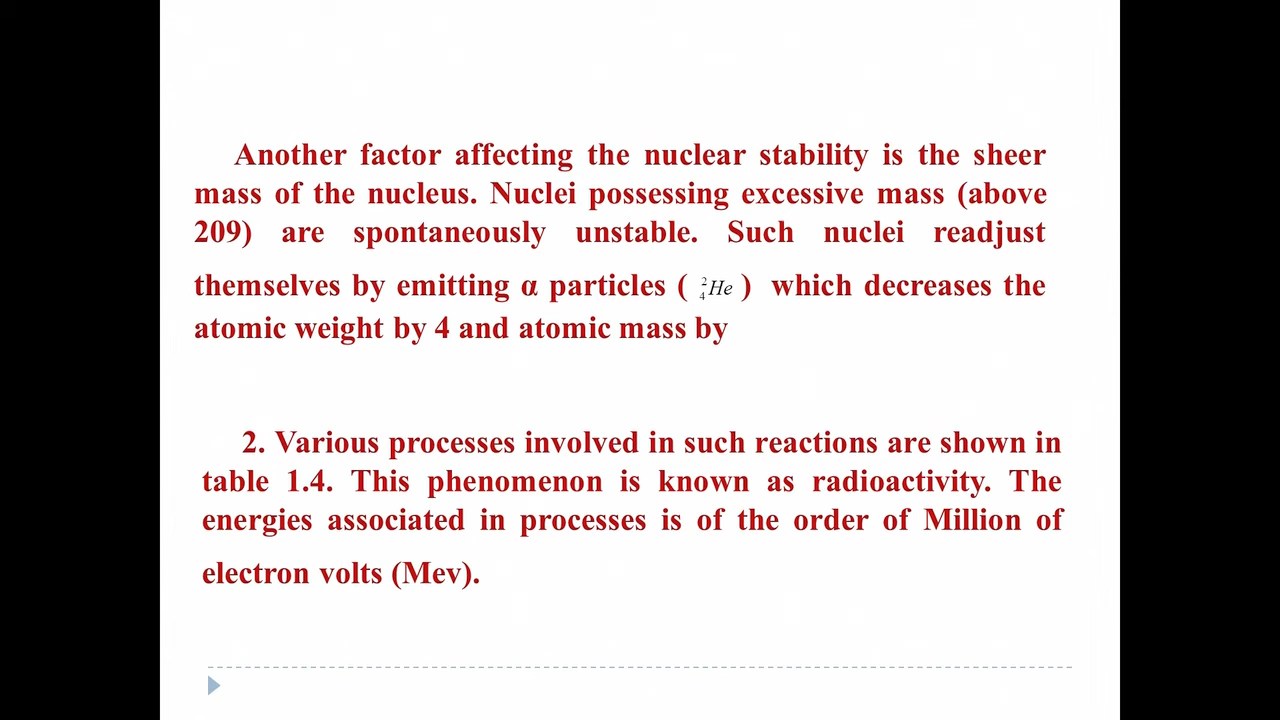 Another factor affecting the nuclear stability is the sheer
mass of the nucleus. Nuclei possessing excessive mass (above
209) are spontaneously unstable. Such nuclei readjust
themselves by emitting α particles ( ²₄He ) which decreases the
atomic weight by 4 and atomic mass by
2. Various processes involved in such reactions are shown in
table 1.4. This phenomenon is known as radioactivity. The
energies associated in processes is of the order of Million of
electron volts (Mev).